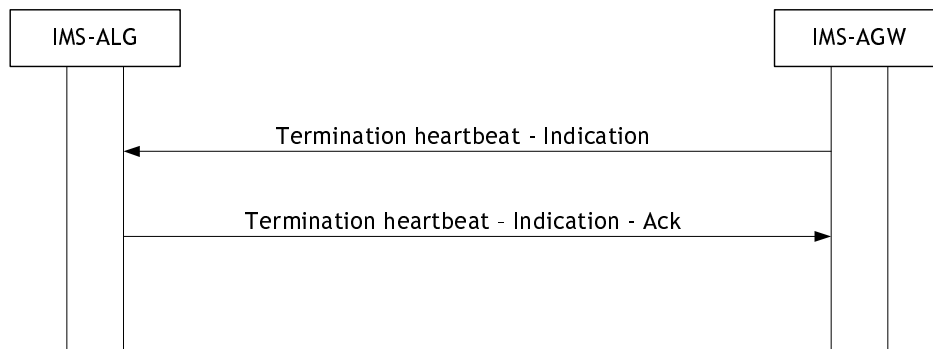 IMS-ALG
IMS-AGW
Termination heartbeat - Indication
Termination heartbeat – Indication - Ack